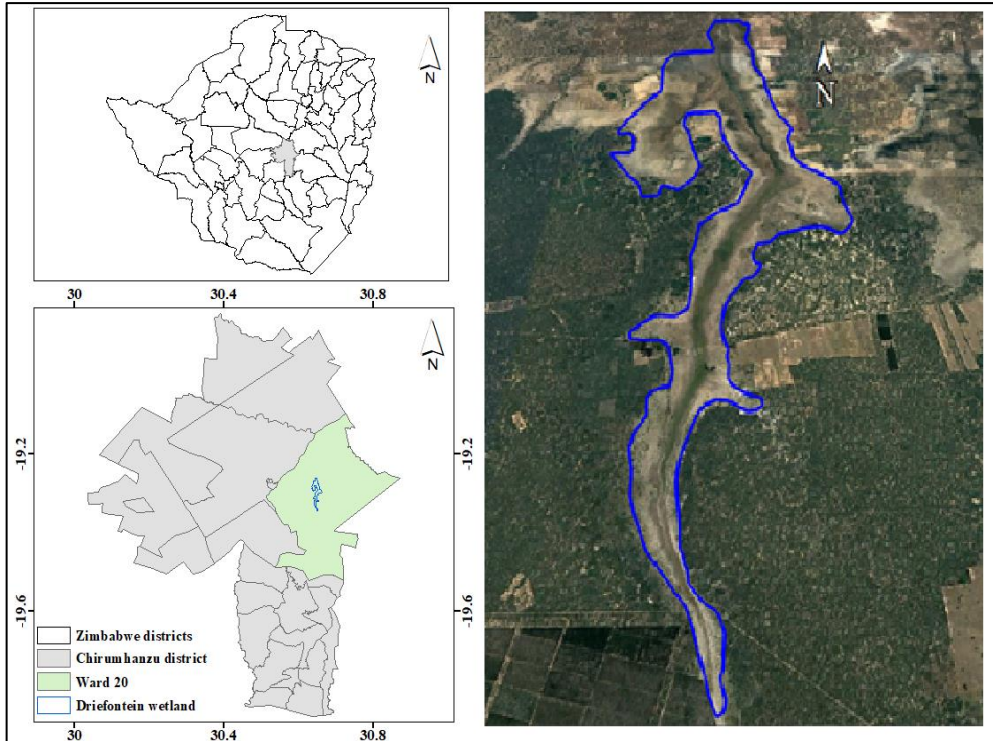 N
30
30.4
30.8
N
-19.2
-19.2
-19.6
-19.6
Zimbabwe districts
Chirumhanzu district
Ward 20
Driefontein wetland
30
30.4
30.8
N